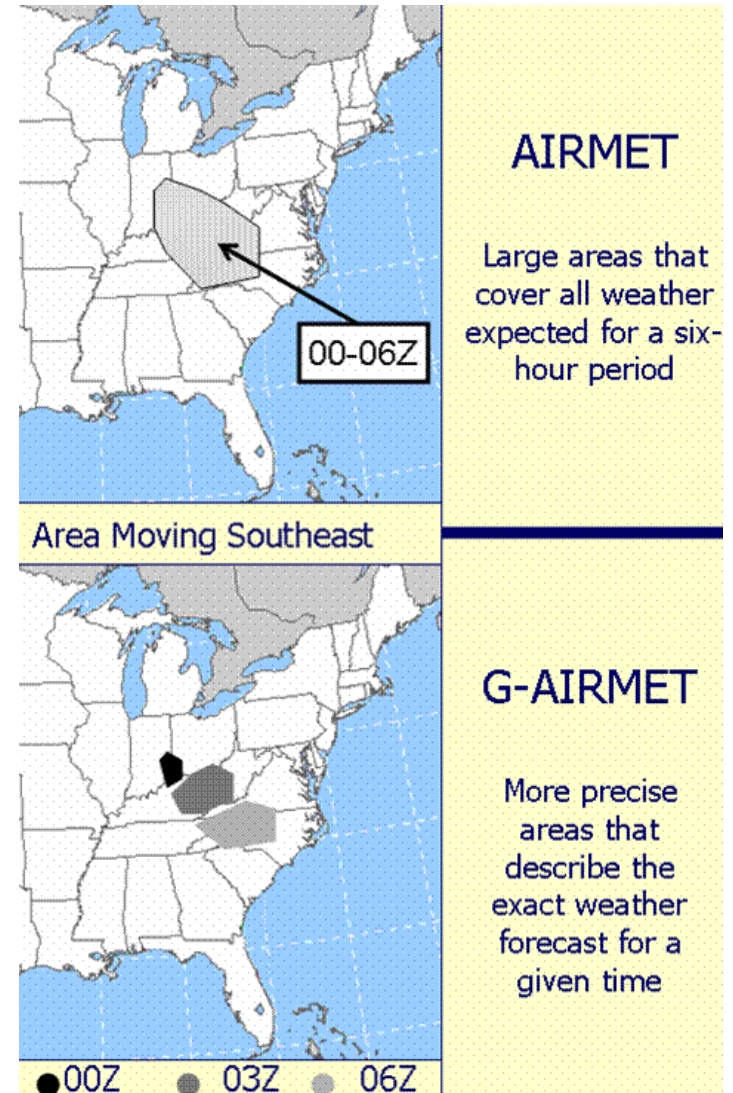 AIRMET
Large areas that
cover all weather
expected for a six-
hour period
00-06Z
Area Moving Southeast
G-AIRMET
More precise
areas that
describe the
exact weather
forecast for a
given time
00Z 03Z 06Z